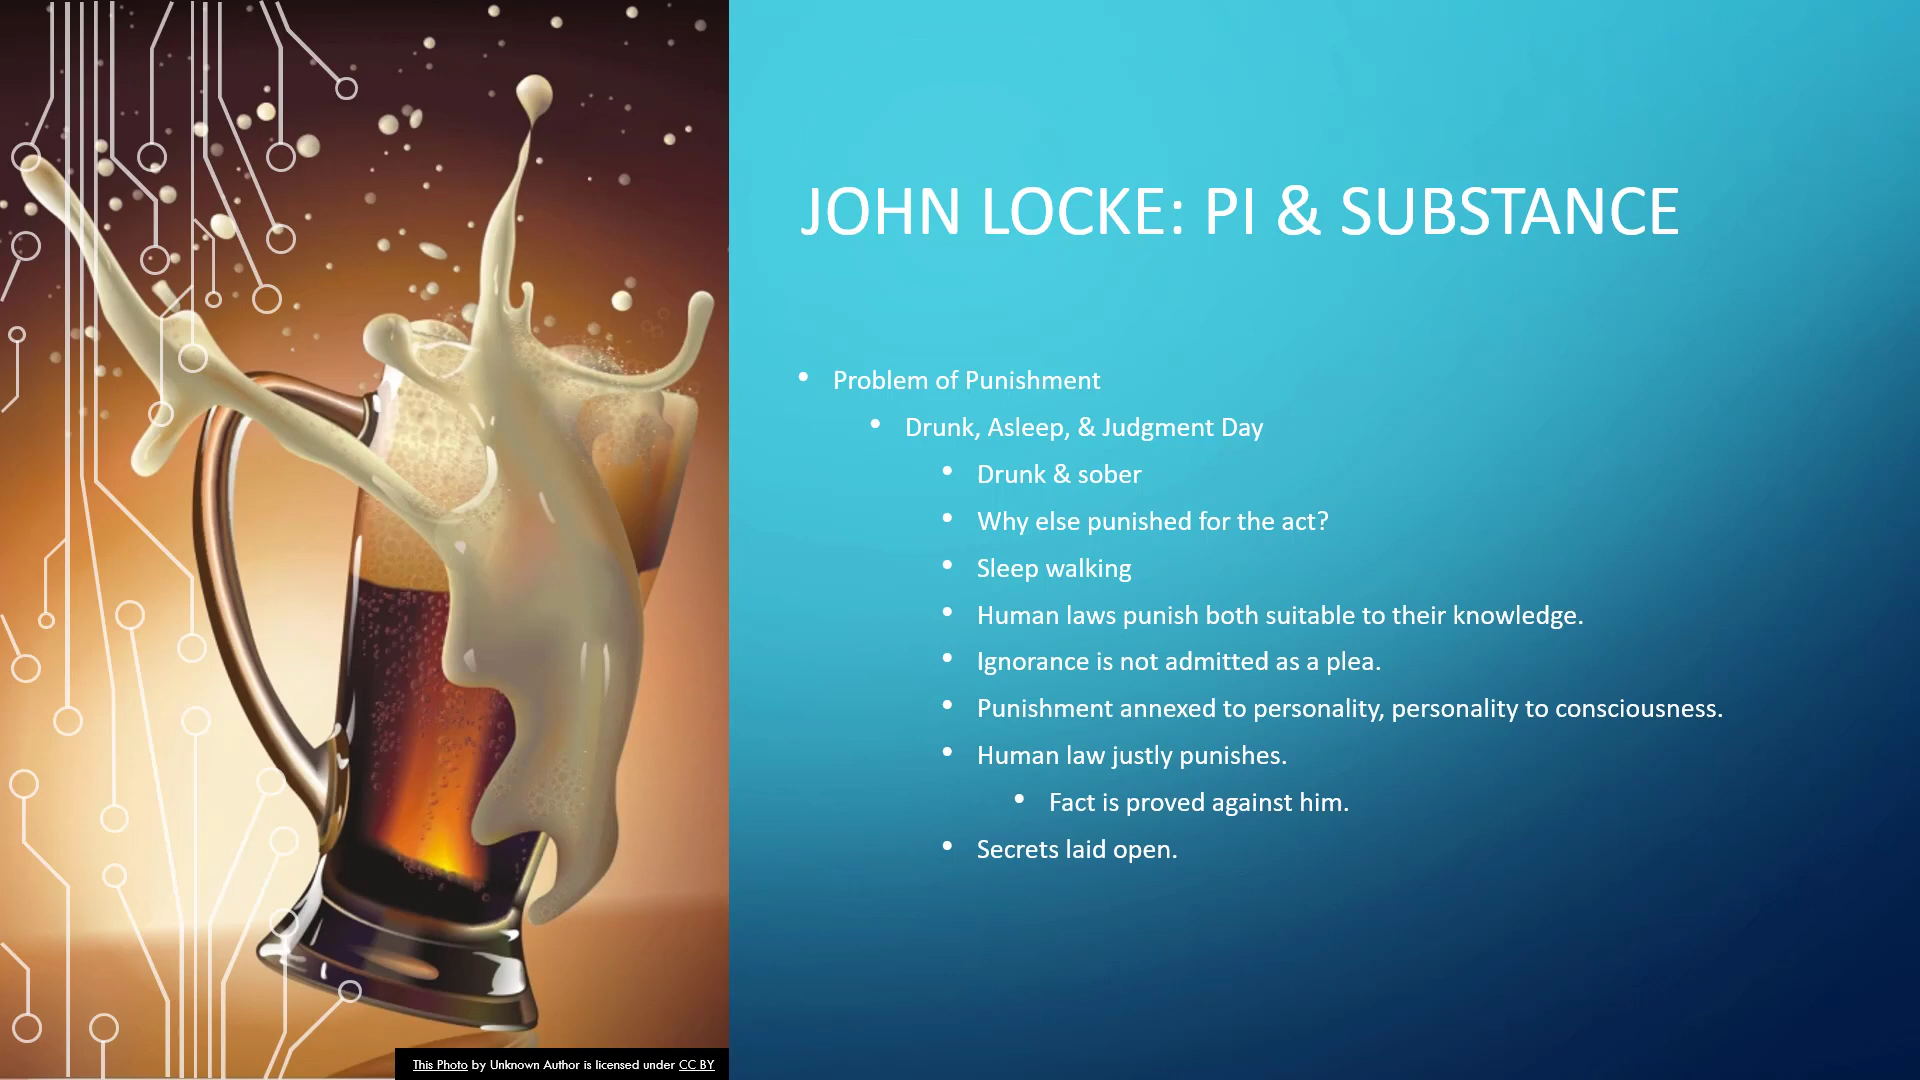 JOHN LOCKE: PI & SUBSTANCE
• Problem of Punishment
• Drunk, Asleep, & Judgment Day
• Drunk & sober
• Why else punished for the act?
• Sleep walking
• Human laws punish both suitable to their knowledge.
• Ignorance is not admitted as a plea.
• Punishment annexed to personality, personality to consciousness.
• Human law justly punishes.
• Fact is proved against him.
• Secrets laid open.
This Photo by Unknown Author is licensed under CC BY